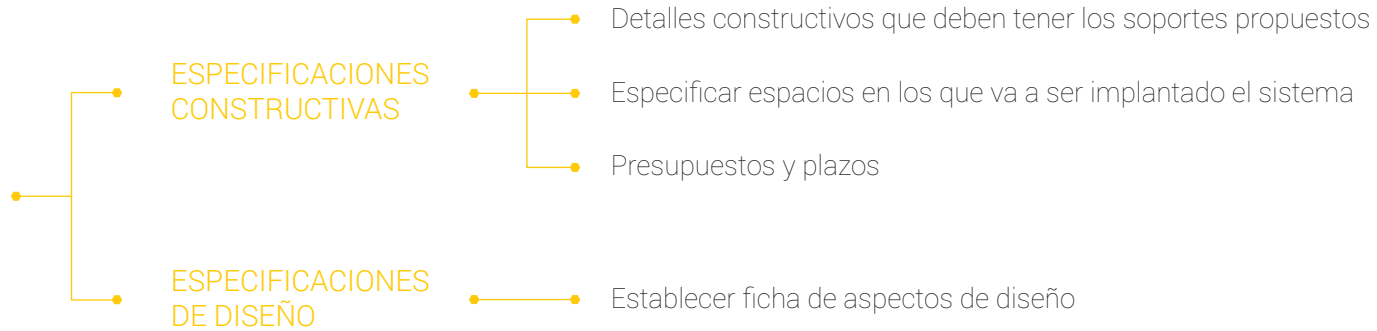 ESPECIFICACIONES
CONSTRUCTIVAS
Detalles constructivos que deben tener los soportes propuestos
Especificar espacios en los que va a ser implantado el sistema
Presupuestos y plazos
ESPECIFICACIONES
DE DISEÑO
Establecer ficha de aspectos de diseño